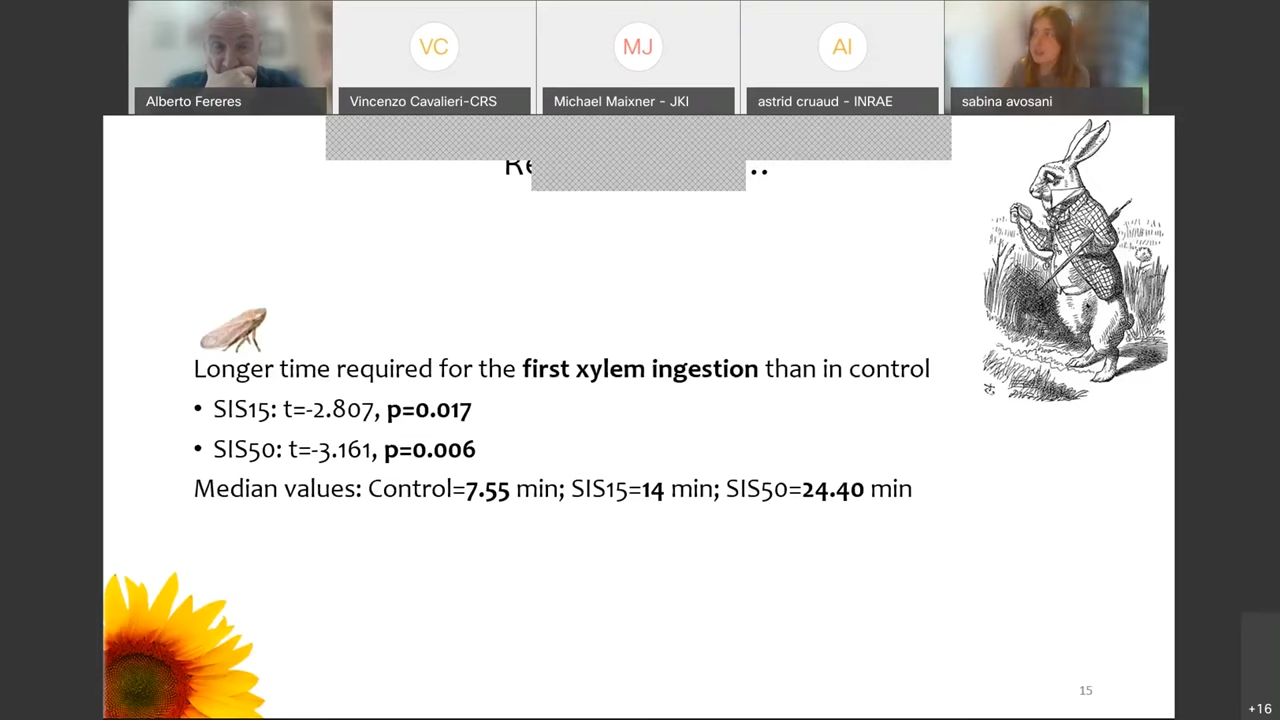 VC
MJ
AI
Alberto Fereres
Vincenzo Cavalieri-CRS
Michael Maixner - JKI
astrid cruaud - INRAE
sabina avosani
Longer time required for the first xylem ingestion than in control
• SIS15: t=-2.807, p=0.017
• SIS50: t=-3.161, p=0.006
Median values: Control=7.55 min; SIS15=14 min; SIS50=24.40 min
15
+16